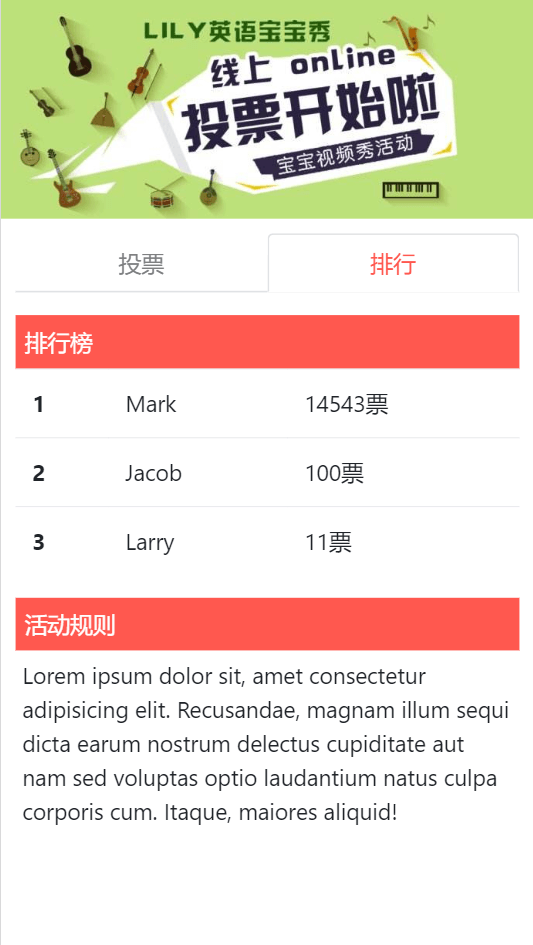 LILY英语宝宝秀
线上 online
投票开始啦
宝宝视频秀活动
投票 排行
排行榜
1 Mark 14543票
2 Jacob 100票
3 Larry 11票
活动规则
Lorem ipsum dolor sit, amet consectetur
adipisicing elit. Recusandae, magnam illum sequi
dicta earum nostrum delectus cupiditate aut
nam sed voluptas optio laudantium natus culpa
corporis cum. Itaque, maiores aliquid!